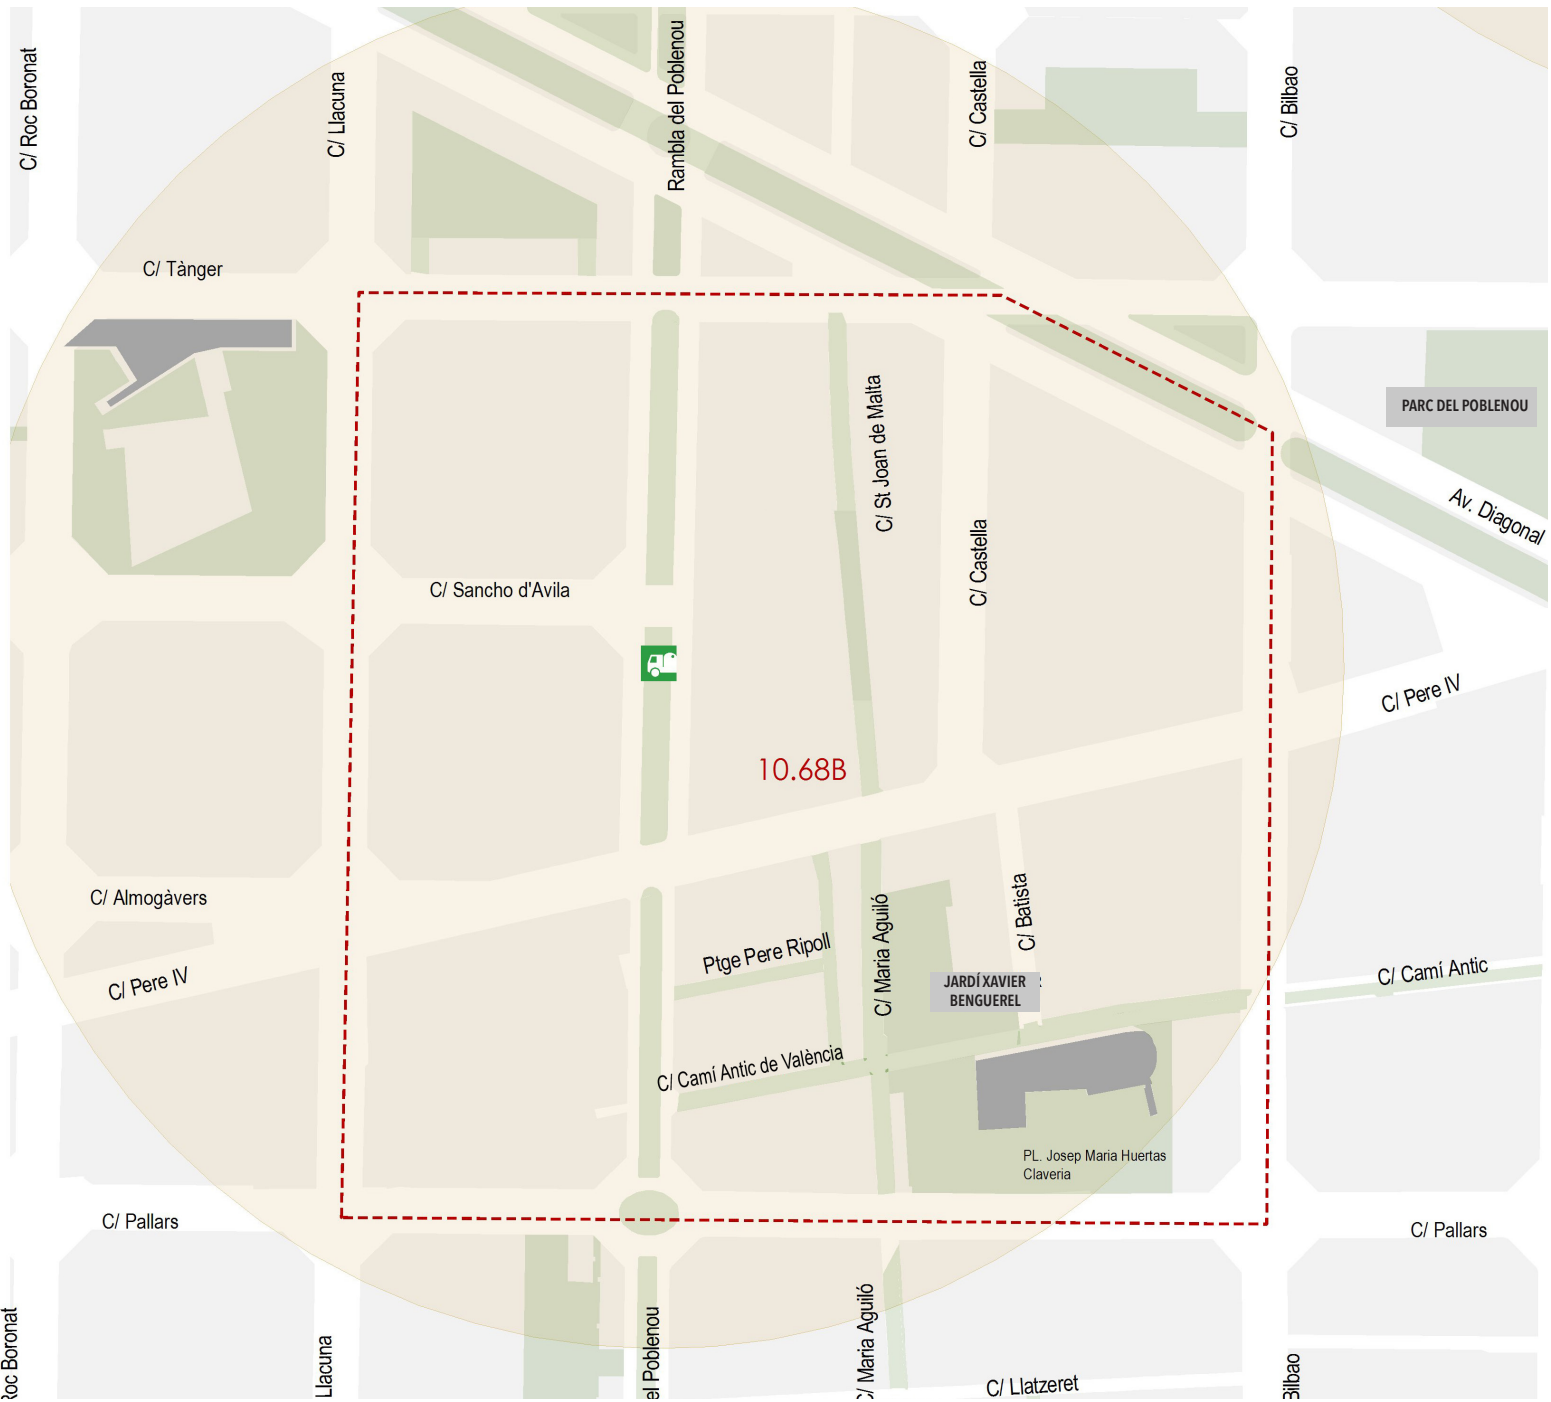 C/ Roc Boronat
C/ Llacuna
Rambla del Poblenou
C/ Castella
C/ Bilbao
C/ Tànger
PARC DEL POBLENOU
C/ St Joan de Malta
Av. Diagonal
C/ Castella
C/ Sancho d'Avila
C/ Pere IV
10.68B
C/ Almogàvers
C/ Batista
C/ Maria Aguiló
Ptge Pere Ripoll
C/ Pere IV
JARDÍ XAVIER
BENGUEREL
C/ Camí Antic
C/ Camí Antic de València
PL. Josep Maria Huertas
Claveria
C/ Pallars
C/ Pallars
Roc Boronat
Llacuna
el Poblenou
C/ Maria Aguiló
C/ Llatzeret
Bilbao